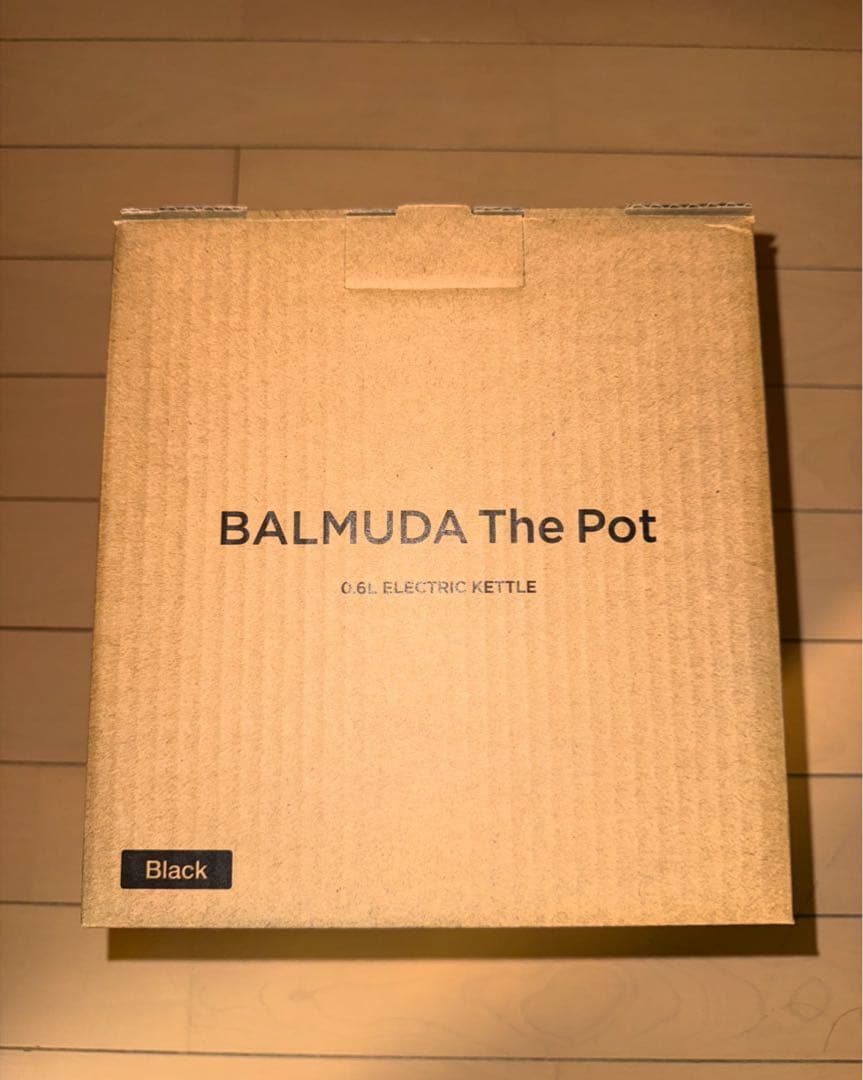 BALMUDA The Pot
0.6L ELECTRIC KETTLE
Black